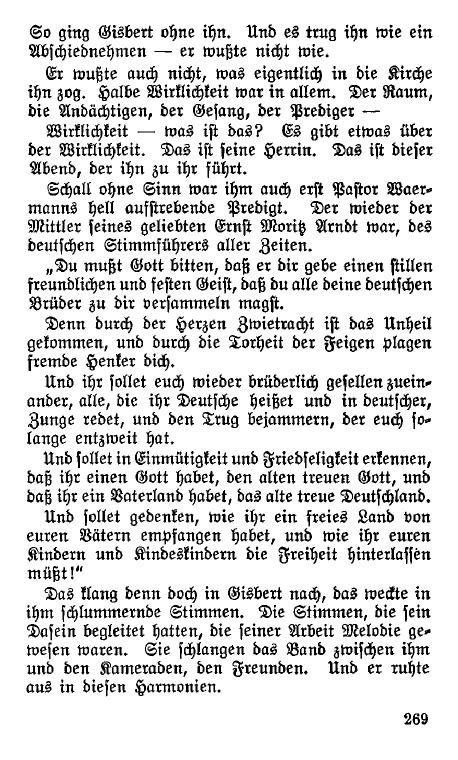 So ging Gisbert ohne ihn. Und es trug ihn wie ein
Abschiednehmen — er wußte nicht wie.
Er wußte auch nicht, was eigentlich in die Kirche
ihn zog. Halbe Wirklichkeit war in allem. Der Raum,
die Andächtigen, der Gesang, der Prediger —
Wirklichkeit — was ist das? Es gibt etwas über
der Wirklichkeit. Das ist seine Herrin. Das ist dieser
Abend, der ihn zu ihr führt.
Schall ohne Sinn war ihm auch erst Pastor Waer-
manns hell aufstrebende Predigt. Der wieder der
Mittler seines geliebten Ernst Moritz Arndt war, des
deutschen Stimmführers aller Zeiten.
„Du mußt Gott bitten, daß er dir gebe einen stillen
freundlichen und festen Geist, daß du alle deine deutschen
Brüder zu dir versammeln magst.
Denn durch der Herzen Zwietracht ist das Unheil
gekommen, und durch die Torheit der Feigen plagen
fremde Henker dich.
Und ihr sollet euch wieder brüderlich gesellen zuein-
ander, alle, die ihr Deutsche heißet und in deutscher,
Zunge redet, und den Trug bejammern, der euch so-
lange entzweit hat.
Und sollet in Einmütigkeit und Friedseligkeit erkennen,
daß ihr einen Gott habet, den alten treuen Gott, und
daß ihr ein Vaterland habet, das alte treue Deutschland.
Und sollet gedenken, wie ihr ein freies Land von
euren Vätern empfangen habet, und wie ihr euren
Kindern und Kindeskindern die Freiheit hinterlassen
müßt!“
Das klang denn doch in Gisbert nach, das weckte in
ihm schlummernde Stimmen. Die Stimmen, die sein
Dasein begleitet hatten, die seiner Arbeit Melodie ge-
wesen waren. Sie schlangen das Band zwischen ihm
und den Kameraden, den Freunden. Und er ruhte
aus in diesen Harmonien.
269